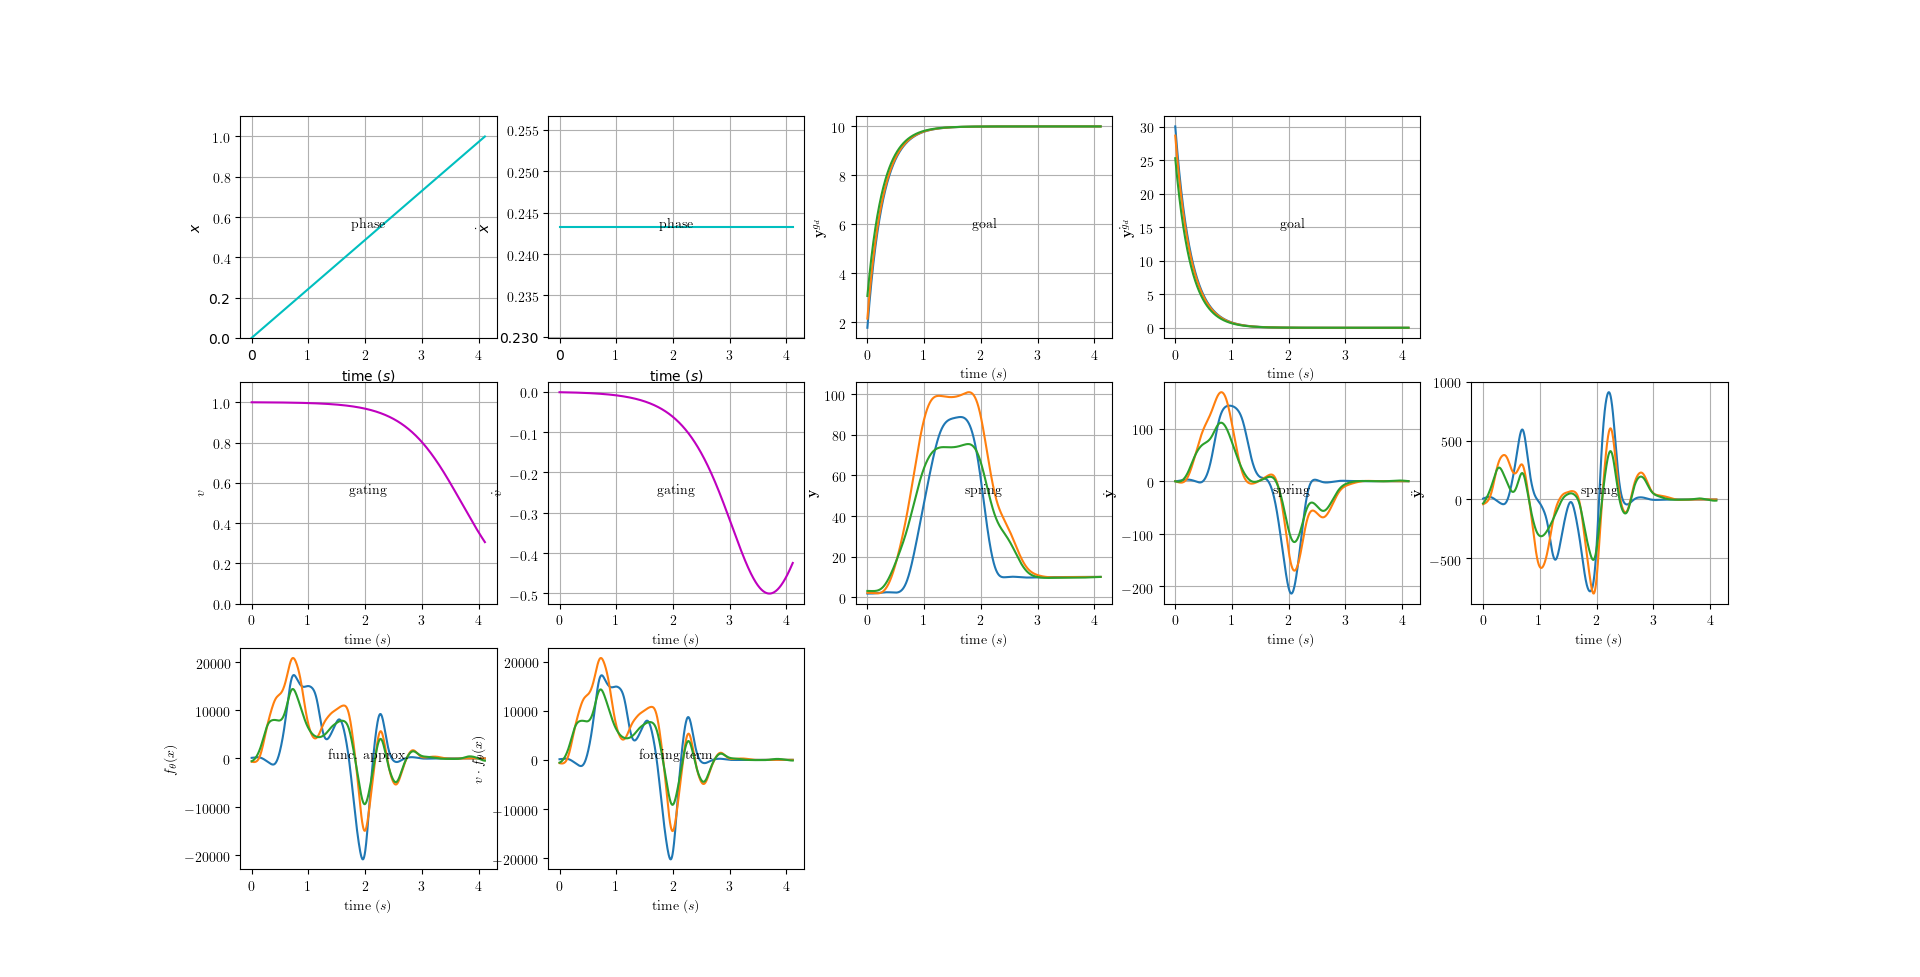 1.0
0.8
0.6
0.4
0.2
0.0
x
phase
0 1 2 3 4
time (s)
0.255
0.250
0.245
0.240
0.235
0.230
ẋ
phase
0 1 2 3 4
time (s)
10
8
6
4
2
y^{g_d}
goal
0 1 2 3 4
time (s)
30
25
20
15
10
5
0
ẏ^{g_d}
goal
0 1 2 3 4
time (s)
1.0
0.8
0.6
0.4
0.2
0.0
v
gating
0 1 2 3 4
time (s)
0.0
−0.1
−0.2
−0.3
−0.4
−0.5
v̇
gating
0 1 2 3 4
time (s)
100
80
60
40
20
0
y
spring
0 1 2 3 4
time (s)
100
0
−100
−200
ẏ
spring
0 1 2 3 4
time (s)
1000
500
0
−500
ÿ
spring
0 1 2 3 4
time (s)
20000
10000
0
−10000
−20000
f_θ(x)
func. approx.
0 1 2 3 4
time (s)
20000
10000
0
−10000
−20000
v · f_θ(x)
forcing term
0 1 2 3 4
time (s)